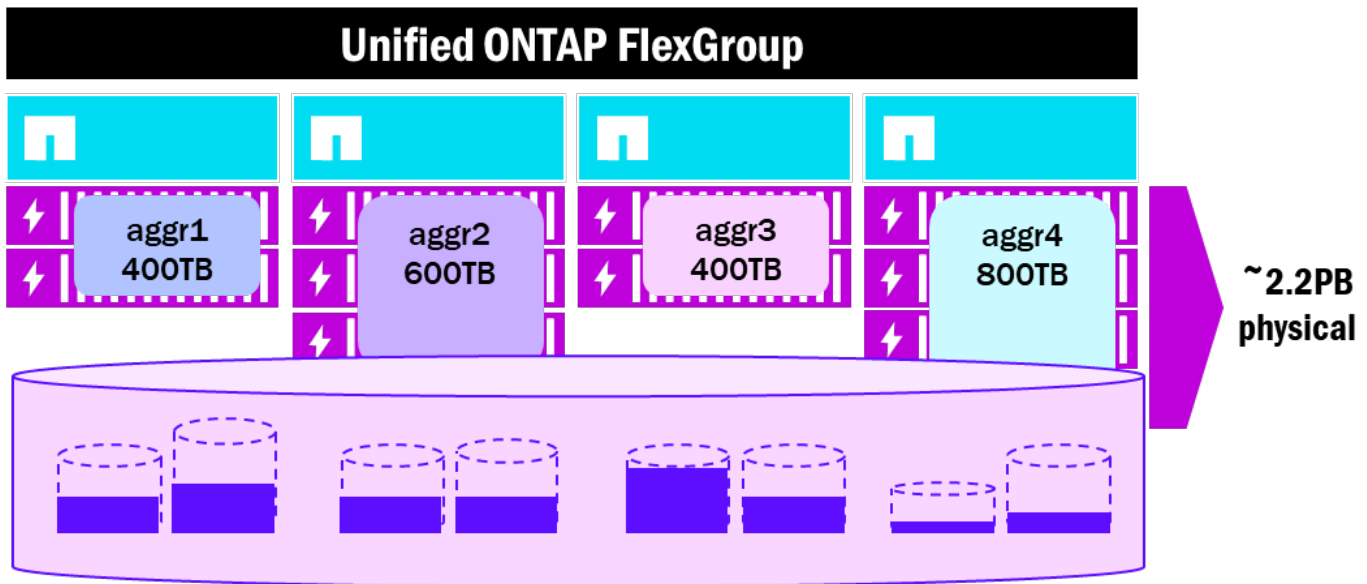 Unified ONTAP FlexGroup
aggr1
400TB
aggr2
600TB
aggr3
400TB
aggr4
800TB
~2.2PB
physical